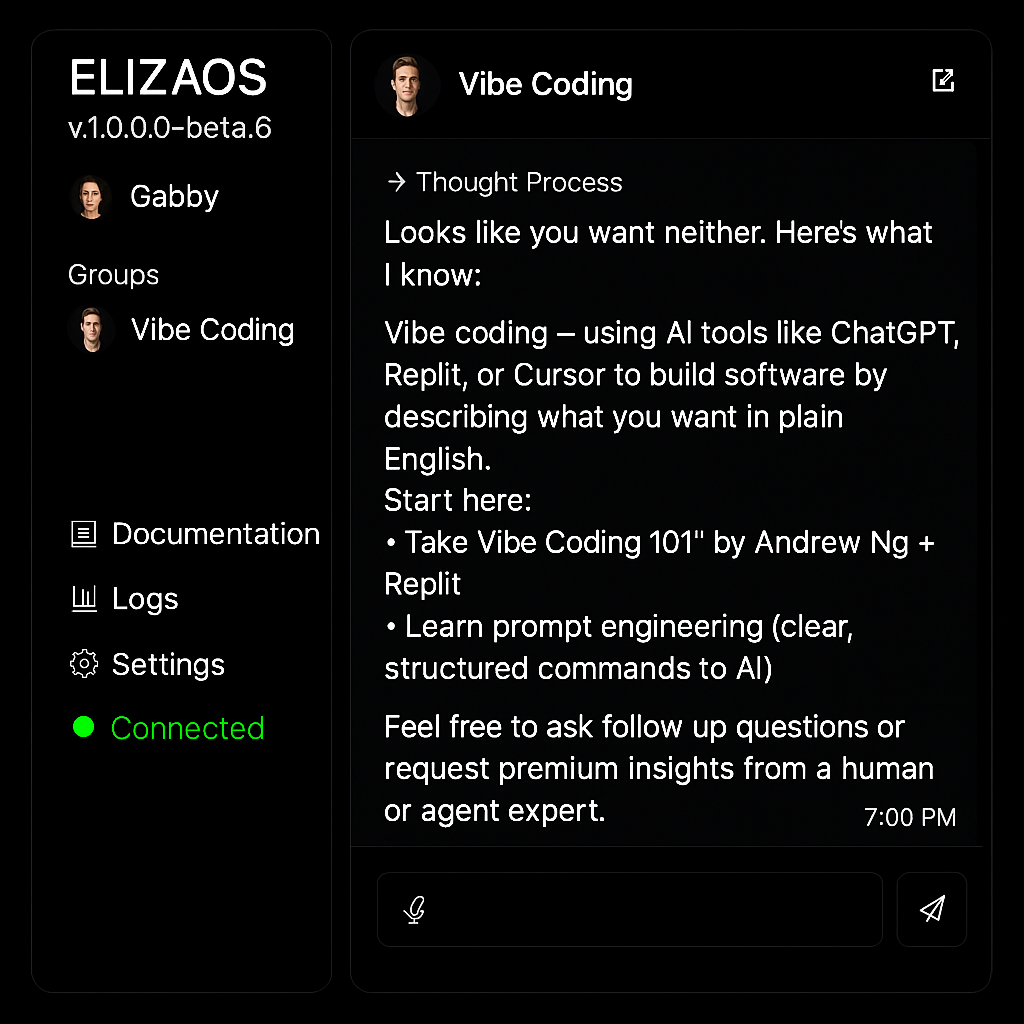 ELIZAOS
v.1.0.0.0-beta.6
Gabby
Groups
Vibe Coding
Documentation
Logs
Settings
Connected
Vibe Coding
→ Thought Process
Looks like you want neither. Here's what
I know:
Vibe coding – using AI tools like ChatGPT,
Replit, or Cursor to build software by
describing what you want in plain
English.
Start here:
• Take Vibe Coding 101" by Andrew Ng +
Replit
• Learn prompt engineering (clear,
structured commands to AI)
Feel free to ask follow up questions or
request premium insights from a human
or agent expert.
7:00 PM